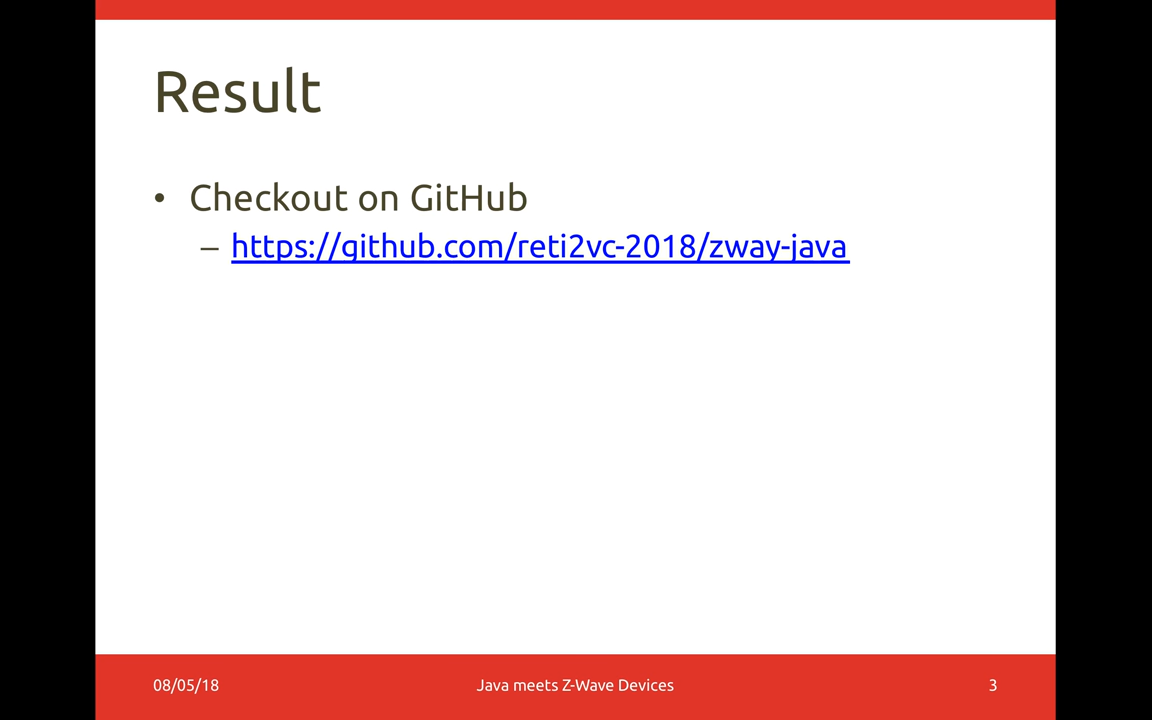 Result
• Checkout on GitHub
– https://github.com/reti2vc-2018/zway-java
08/05/18 Java meets Z-Wave Devices 3